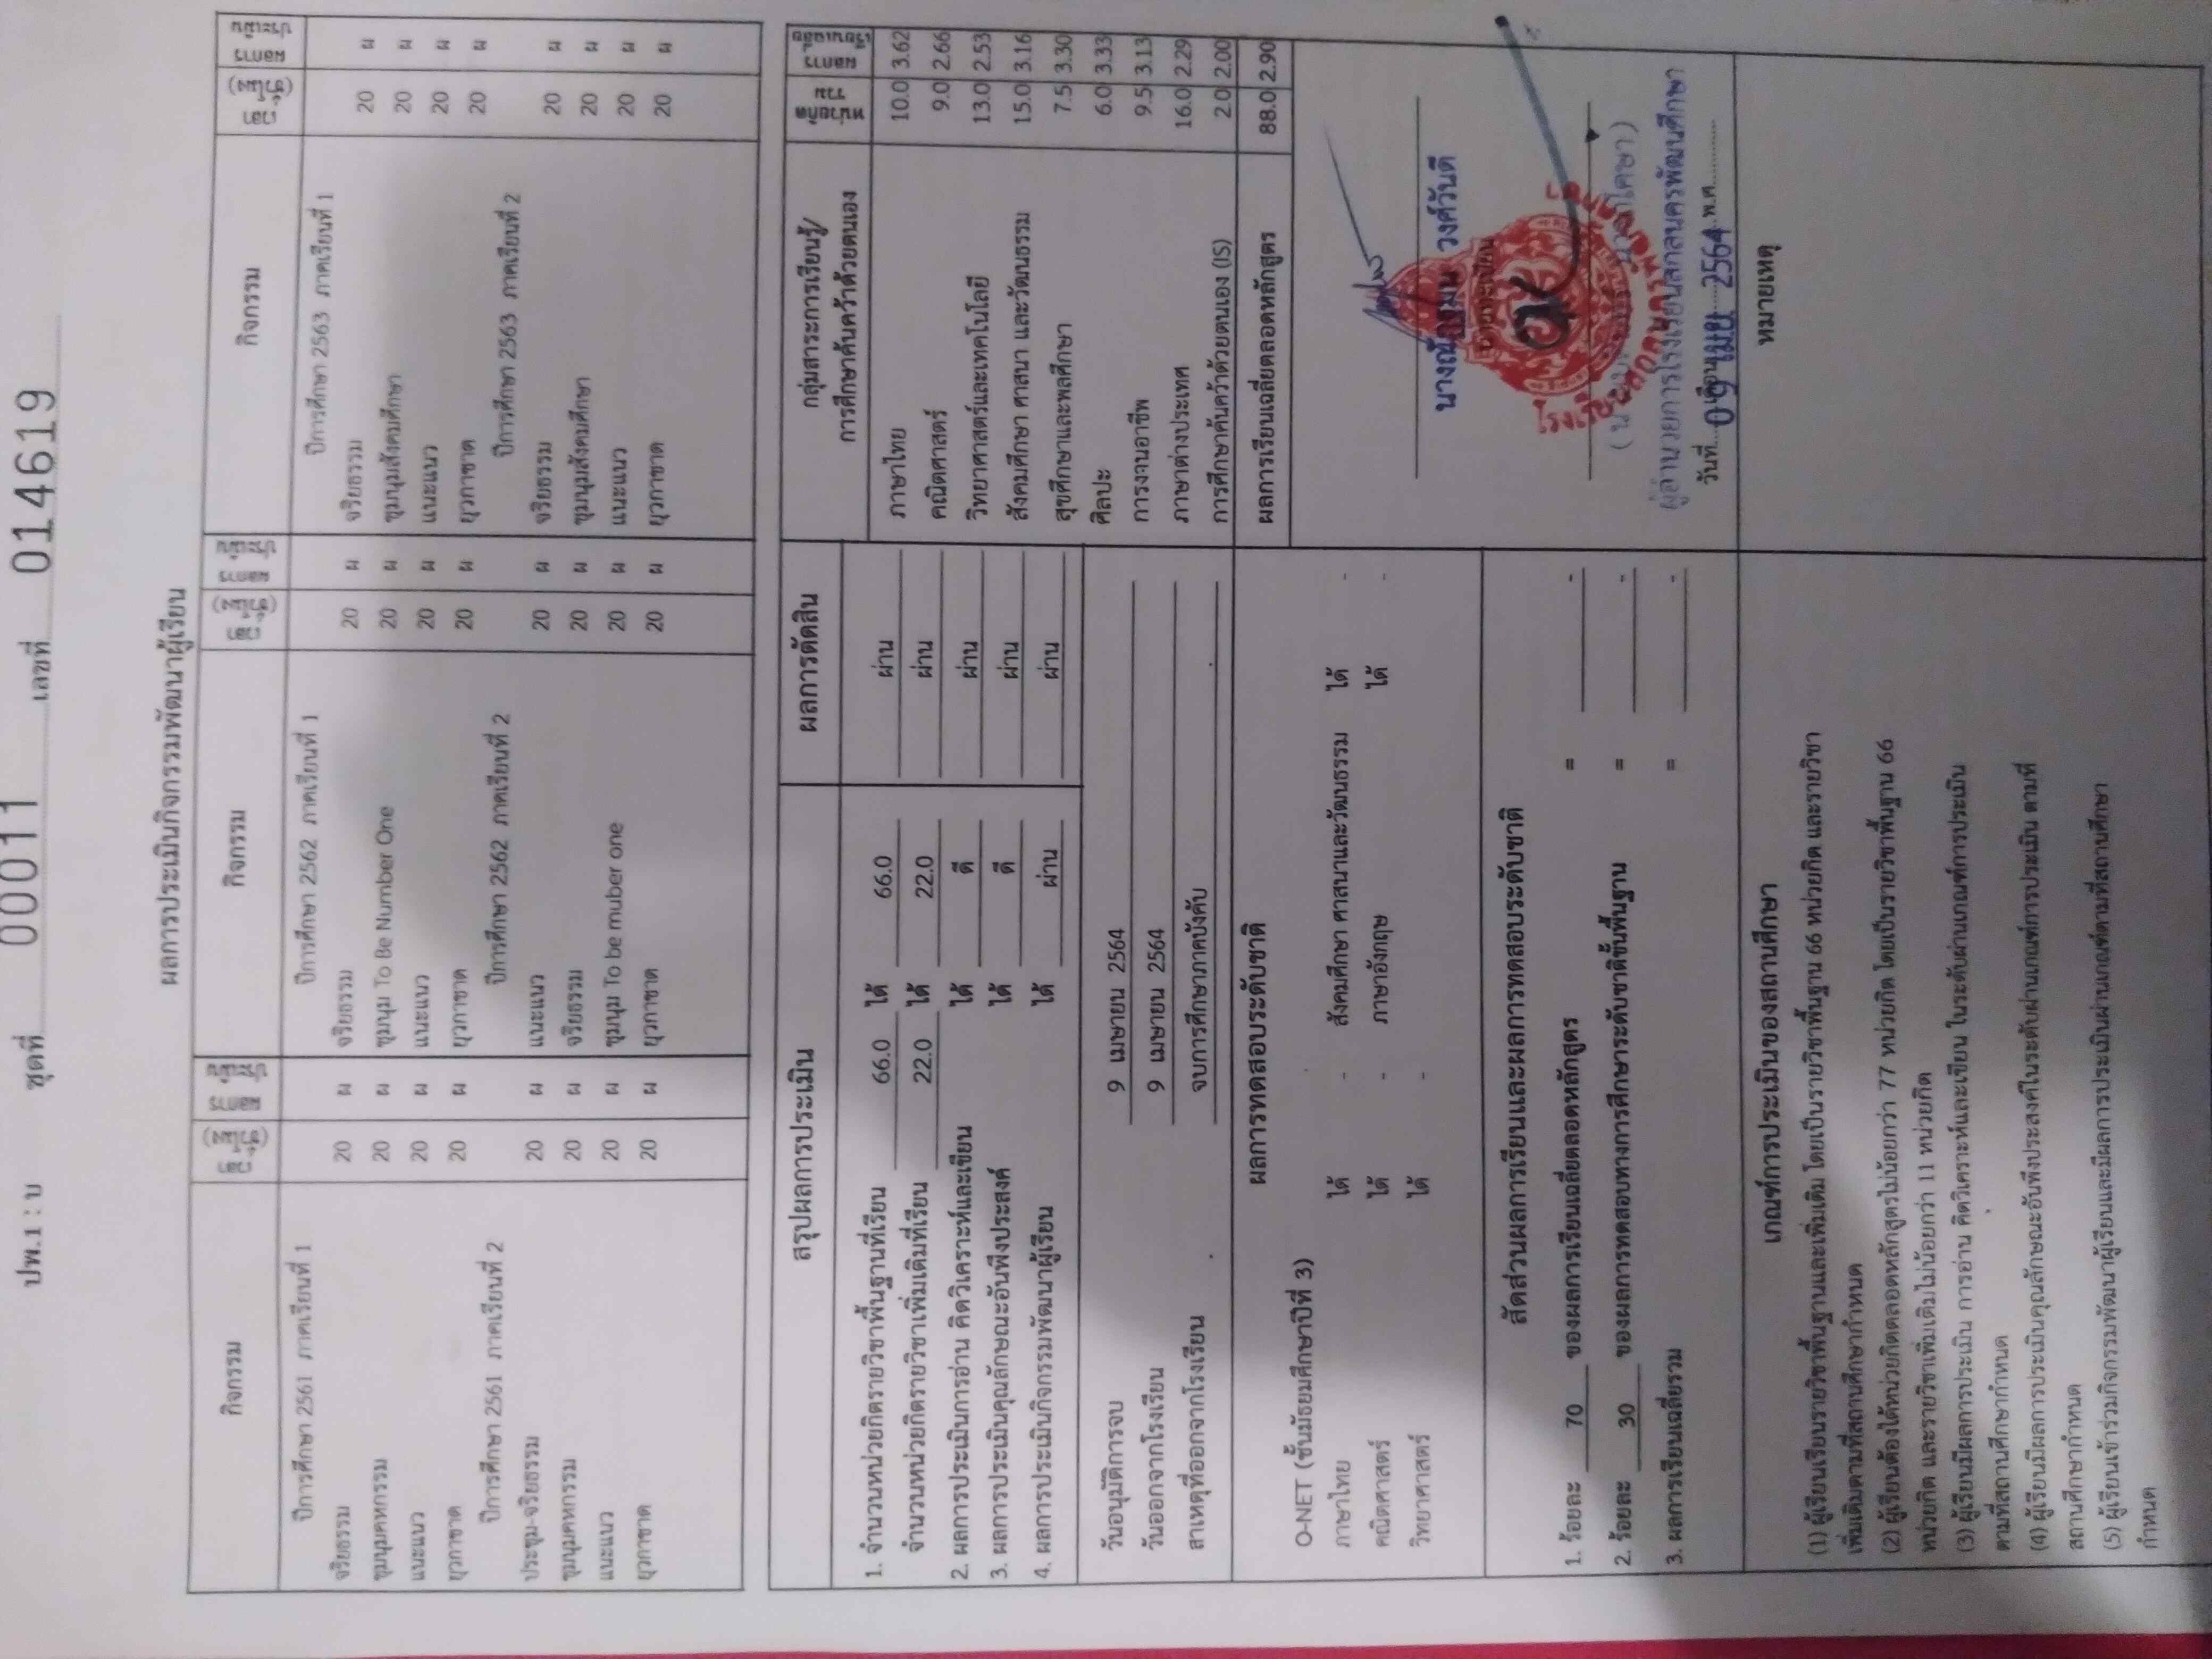 ปพ.1 : บ ชุดที่ 00011 เลขที่ 014619
ผลการประเมินกิจกรรมพัฒนาผู้เรียน
กิจกรรม เวลา (ชั่วโมง) ผลการประเมิน กิจกรรม เวลา (ชั่วโมง) ผลการประเมิน กิจกรรม เวลา (ชั่วโมง) ผลการประเมิน
ปีการศึกษา 2561 ภาคเรียนที่ 1 ปีการศึกษา 2562 ภาคเรียนที่ 1 ปีการศึกษา 2563 ภาคเรียนที่ 1
จริยธรรม 20 ผ จริยธรรม 20 ผ จริยธรรม 20 ผ
ชุมนุมคหกรรม 20 ผ ชุมนุม To Be Number One 20 ผ ชุมนุมสังคมศึกษา 20 ผ
แนะแนว 20 ผ แนะแนว 20 ผ แนะแนว 20 ผ
ยุวกาชาด 20 ผ ยุวกาชาด 20 ผ ยุวกาชาด 20 ผ
ปีการศึกษา 2561 ภาคเรียนที่ 2 ปีการศึกษา 2562 ภาคเรียนที่ 2 ปีการศึกษา 2563 ภาคเรียนที่ 2
ประชุม-จริยธรรม 20 ผ แนะแนว 20 ผ จริยธรรม 20 ผ
ชุมนุมคหกรรม 20 ผ จริยธรรม 20 ผ ชุมนุมสังคมศึกษา 20 ผ
แนะแนว 20 ผ ชุมนุม To be muber one 20 ผ แนะแนว 20 ผ
ยุวกาชาด 20 ผ ยุวกาชาด 20 ผ ยุวกาชาด 20 ผ
สรุปผลการประเมิน ผลการตัดสิน
1. จำนวนหน่วยกิตรายวิชาพื้นฐานที่เรียน 66.0 ได้ 66.0 ผ่าน
จำนวนหน่วยกิตรายวิชาเพิ่มเติมที่เรียน 22.0 ได้ 22.0 ผ่าน
2. ผลการประเมินการอ่าน คิดวิเคราะห์และเขียน ได้ ดี ผ่าน
3. ผลการประเมินคุณลักษณะอันพึงประสงค์ ได้ ดี ผ่าน
4. ผลการประเมินกิจกรรมพัฒนาผู้เรียน ได้ ผ่าน ผ่าน
วันอนุมัติการจบ 9 เมษายน 2564
วันออกจากโรงเรียน 9 เมษายน 2564
สาเหตุที่ออกจากโรงเรียน จบการศึกษาภาคบังคับ
กลุ่มสาระการเรียนรู้/ หน่วยกิตรวม ผลการเรียนเฉลี่ย
การศึกษาค้นคว้าด้วยตนเอง
ภาษาไทย 10.0 3.62
คณิตศาสตร์ 9.0 2.66
วิทยาศาสตร์และเทคโนโลยี 13.0 2.53
สังคมศึกษา ศาสนา และวัฒนธรรม 15.0 3.16
สุขศึกษาและพลศึกษา 7.5 3.30
ศิลปะ 6.0 3.33
การงานอาชีพ 9.5 3.13
ภาษาต่างประเทศ 16.0 2.29
การศึกษาค้นคว้าด้วยตนเอง (IS) 2.0 2.00
ผลการเรียนเฉลี่ยตลอดหลักสูตร 88.0 2.90
ผลการทดสอบระดับชาติ
O-NET (ชั้นมัธยมศึกษาปีที่ 3)
ภาษาไทย ได้ - สังคมศึกษา ศาสนาและวัฒนธรรม ได้ -
คณิตศาสตร์ ได้ - ภาษาอังกฤษ ได้ -
วิทยาศาสตร์ ได้ -
สัดส่วนผลการเรียนและผลการทดสอบระดับชาติ
1. ร้อยละ 70 ของผลการเรียนเฉลี่ยตลอดหลักสูตร = -
2. ร้อยละ 30 ของผลการทดสอบทางการศึกษาระดับชาติขั้นพื้นฐาน = -
3. ผลการเรียนเฉลี่ยรวม = -
วงศ์วันดี
นายทะเบียน
ผู้อำนวยการโรงเรียนสกลนครพัฒนศึกษา
วันที่ 09 เมย 2564 พ.ศ.
เกณฑ์การประเมินของสถานศึกษา
(1) ผู้เรียนเรียนรายวิชาพื้นฐานและเพิ่มเติม โดยเป็นรายวิชาพื้นฐาน 66 หน่วยกิต และรายวิชา
เพิ่มเติมตามที่สถานศึกษากำหนด
(2) ผู้เรียนต้องได้หน่วยกิตตลอดหลักสูตรไม่น้อยกว่า 77 หน่วยกิต โดยเป็นรายวิชาพื้นฐาน 66
หน่วยกิต และรายวิชาเพิ่มเติมไม่น้อยกว่า 11 หน่วยกิต
(3) ผู้เรียนมีผลการประเมิน การอ่าน คิดวิเคราะห์และเขียน ในระดับผ่านเกณฑ์การประเมิน
ตามที่สถานศึกษากำหนด
(4) ผู้เรียนมีผลการประเมินคุณลักษณะอันพึงประสงค์ในระดับผ่านเกณฑ์การประเมิน ตามที่
สถานศึกษากำหนด
(5) ผู้เรียนเข้าร่วมกิจกรรมพัฒนาผู้เรียนและมีผลการประเมินผ่านเกณฑ์ตามที่สถานศึกษา
กำหนด
หมายเหตุ